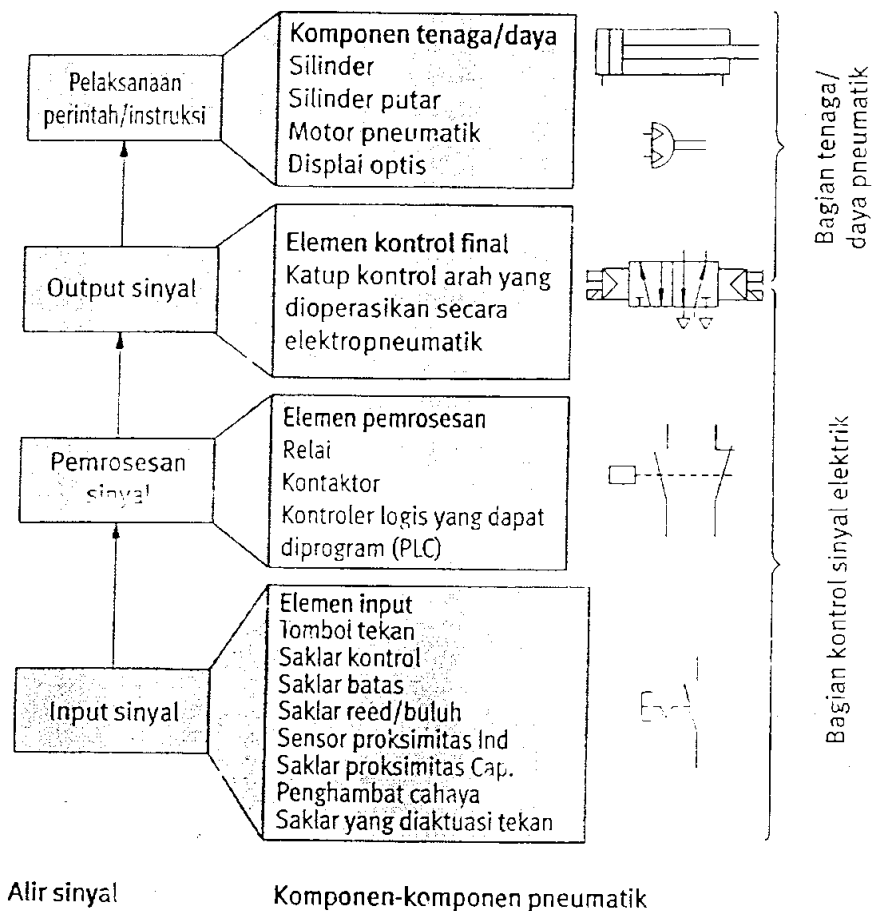 Pelaksanaan
perintah/instruksi
Komponen tenaga/daya
Silinder
Silinder putar
Motor pneumatik
Displai optis
Bagian tenaga/
daya pneumatik
Output sinyal
Elemen kontrol final
Katup kontrol arah yang
dioperasikan secara
elektropneumatik
Pemrosesan
sinyal
Elemen pemrosesan
Relai
Kontaktor
Kontroler logis yang dapat
diprogram (PLC)
Bagian kontrol sinyal elektrik
Input sinyal
Elemen input
Tombol tekan
Saklar kontrol
Saklar batas
Saklar reed/buluh
Sensor proksimitas Ind
Saklar proksimitas Cap.
Penghambat cahaya
Saklar yang diaktuasi tekan
Alir sinyal
Komponen-komponen pneumatik